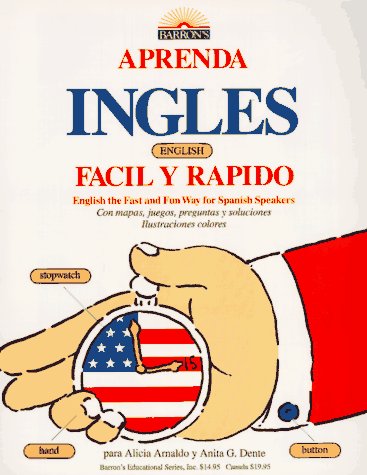 BARRON'S
APRENDA
INGLES
ENGLISH
FACIL Y RAPIDO
English the Fast and Fun Way for Spanish Speakers
Con mapas, juegos, preguntas y soluciones
Ilustraciones colores
stopwatch
15
hand
button
para Alicia Arnaldo y Anita G. Dente
Barron's Educational Series, Inc. $14.95 Canada $19.95